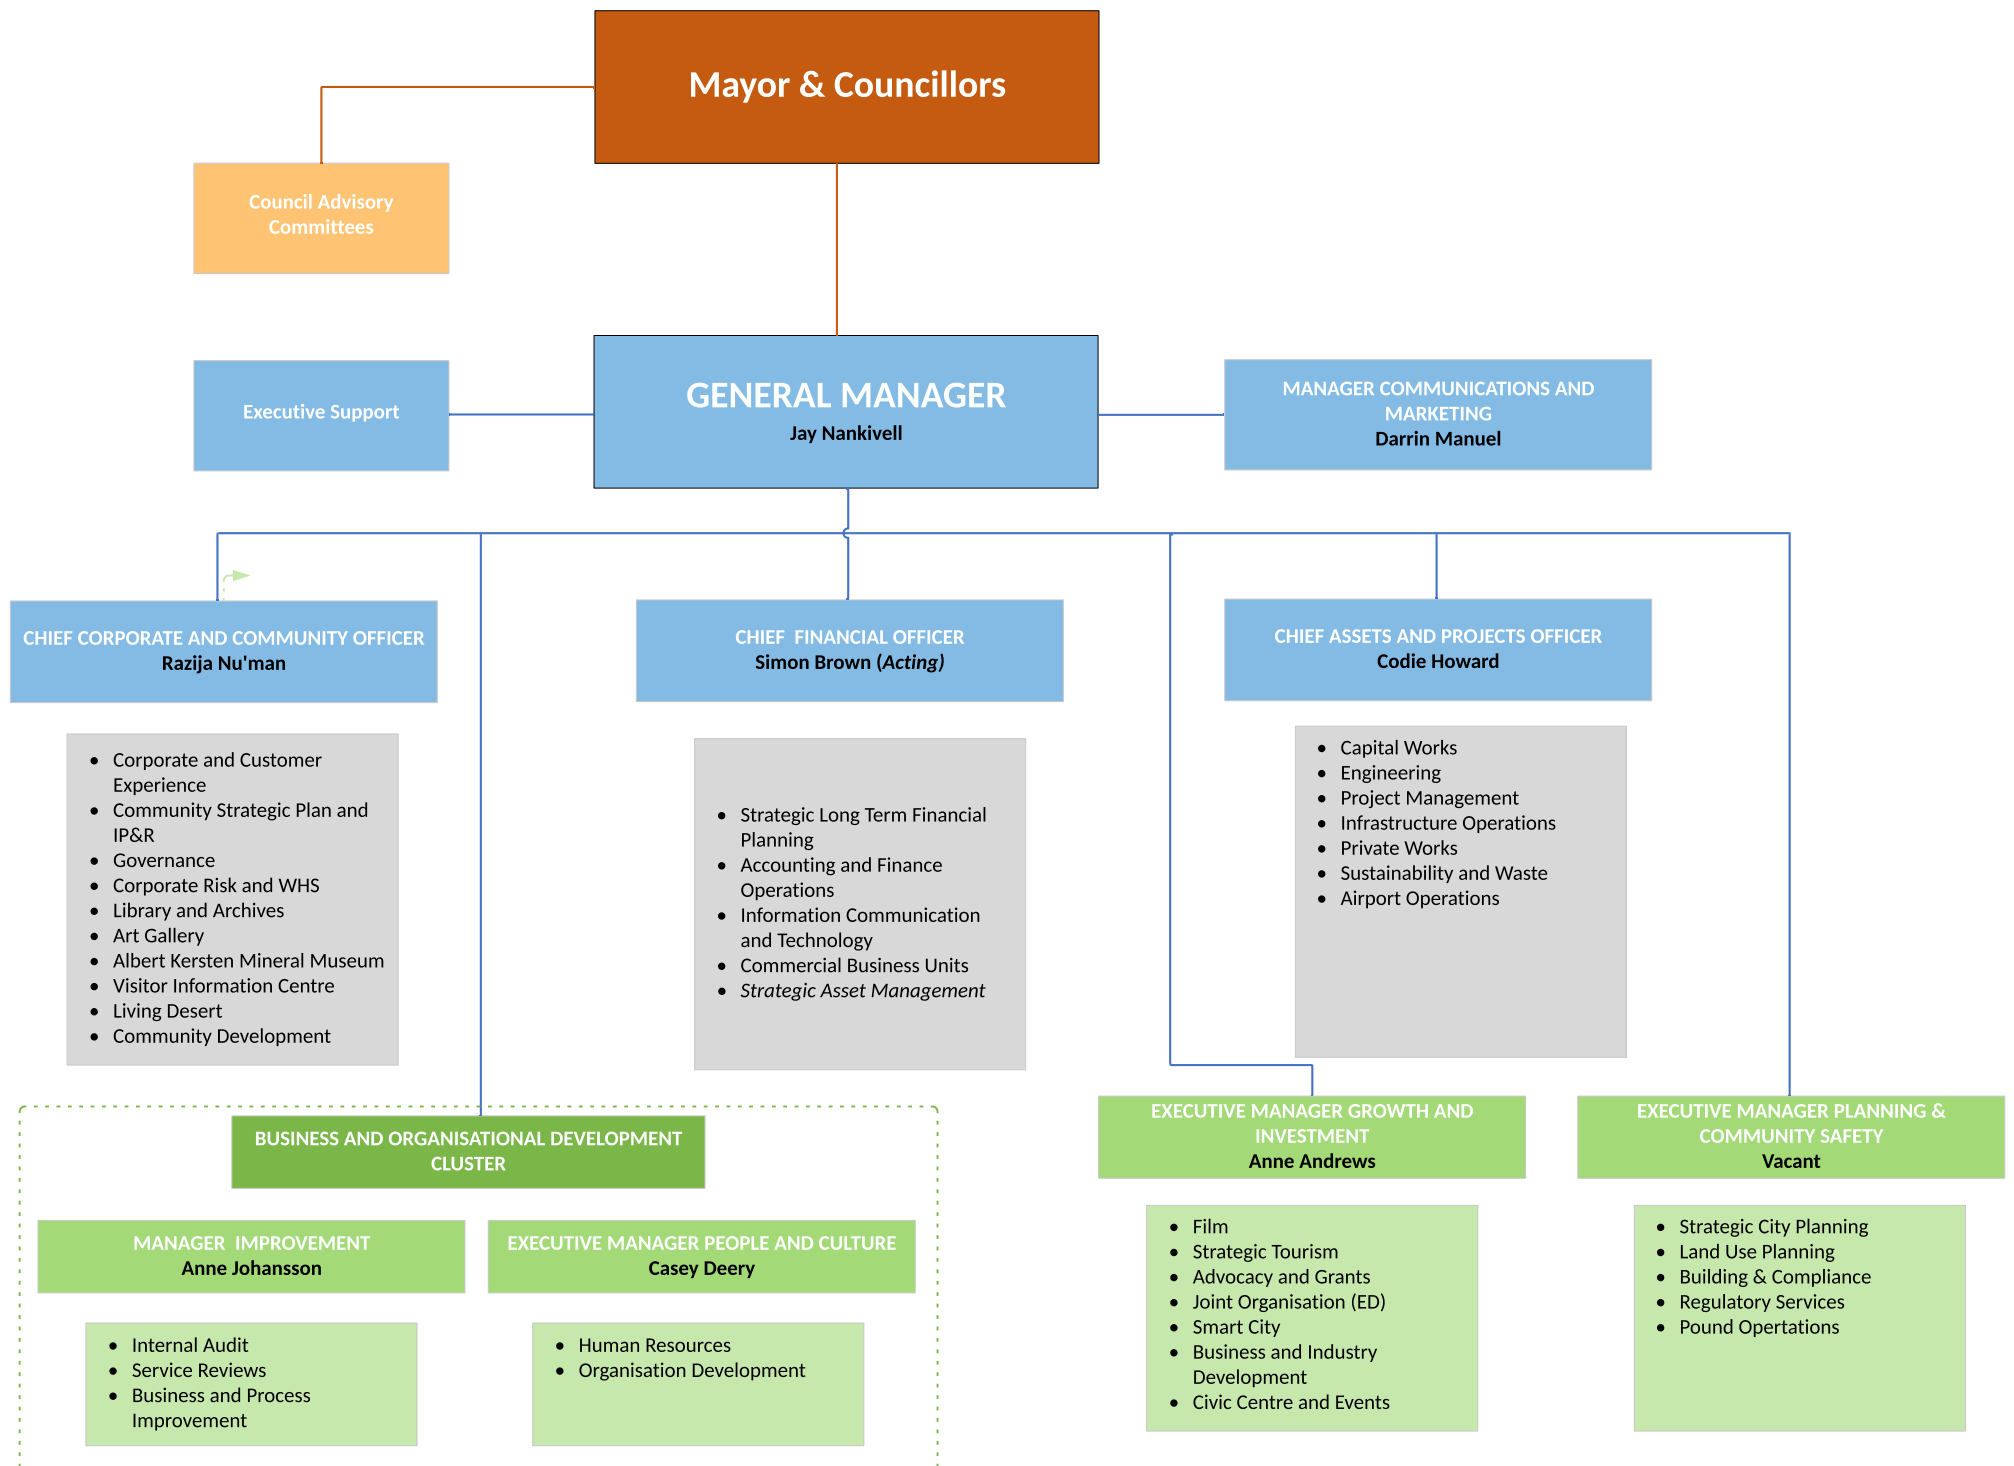 Mayor & Councillors
Council Advisory
Committees
Executive Support
GENERAL MANAGER
Jay Nankivell
MANAGER COMMUNICATIONS AND
MARKETING
Darrin Manuel
CHIEF CORPORATE AND COMMUNITY OFFICER
Razija Nu'man
CHIEF  FINANCIAL OFFICER
Simon Brown (Acting)
CHIEF ASSETS AND PROJECTS OFFICER
Codie Howard
• Corporate and Customer
Experience
• Community Strategic Plan and
IP&R
• Governance
• Corporate Risk and WHS
• Library and Archives
• Art Gallery
• Albert Kersten Mineral Museum
• Visitor Information Centre
• Living Desert
• Community Development
• Strategic Long Term Financial
Planning
• Accounting and Finance
Operations
• Information Communication
and Technology
• Commercial Business Units
• Strategic Asset Management
• Capital Works
• Engineering
• Project Management
• Infrastructure Operations
• Private Works
• Sustainability and Waste
• Airport Operations
BUSINESS AND ORGANISATIONAL DEVELOPMENT
CLUSTER
MANAGER  IMPROVEMENT
Anne Johansson
• Internal Audit
• Service Reviews
• Business and Process
Improvement
EXECUTIVE MANAGER PEOPLE AND CULTURE
Casey Deery
• Human Resources
• Organisation Development
EXECUTIVE MANAGER GROWTH AND
INVESTMENT
Anne Andrews
• Film
• Strategic Tourism
• Advocacy and Grants
• Joint Organisation (ED)
• Smart City
• Business and Industry
Development
• Civic Centre and Events
EXECUTIVE MANAGER PLANNING &
COMMUNITY SAFETY
Vacant
• Strategic City Planning
• Land Use Planning
• Building & Compliance
• Regulatory Services
• Pound Opertations